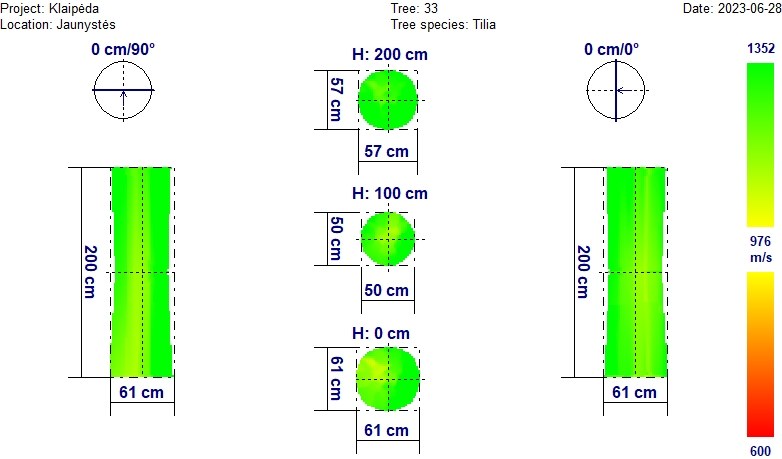 Project: Klaipėda
Tree: 33
Date: 2023-06-28
Location: Jaunystės
Tree species: Tilia
0 cm/90°
H: 200 cm
0 cm/0°
1352
57 cm
57 cm
H: 100 cm
50 cm
50 cm
200 cm
200 cm
976
m/s
H: 0 cm
61 cm
61 cm
61 cm
61 cm
600